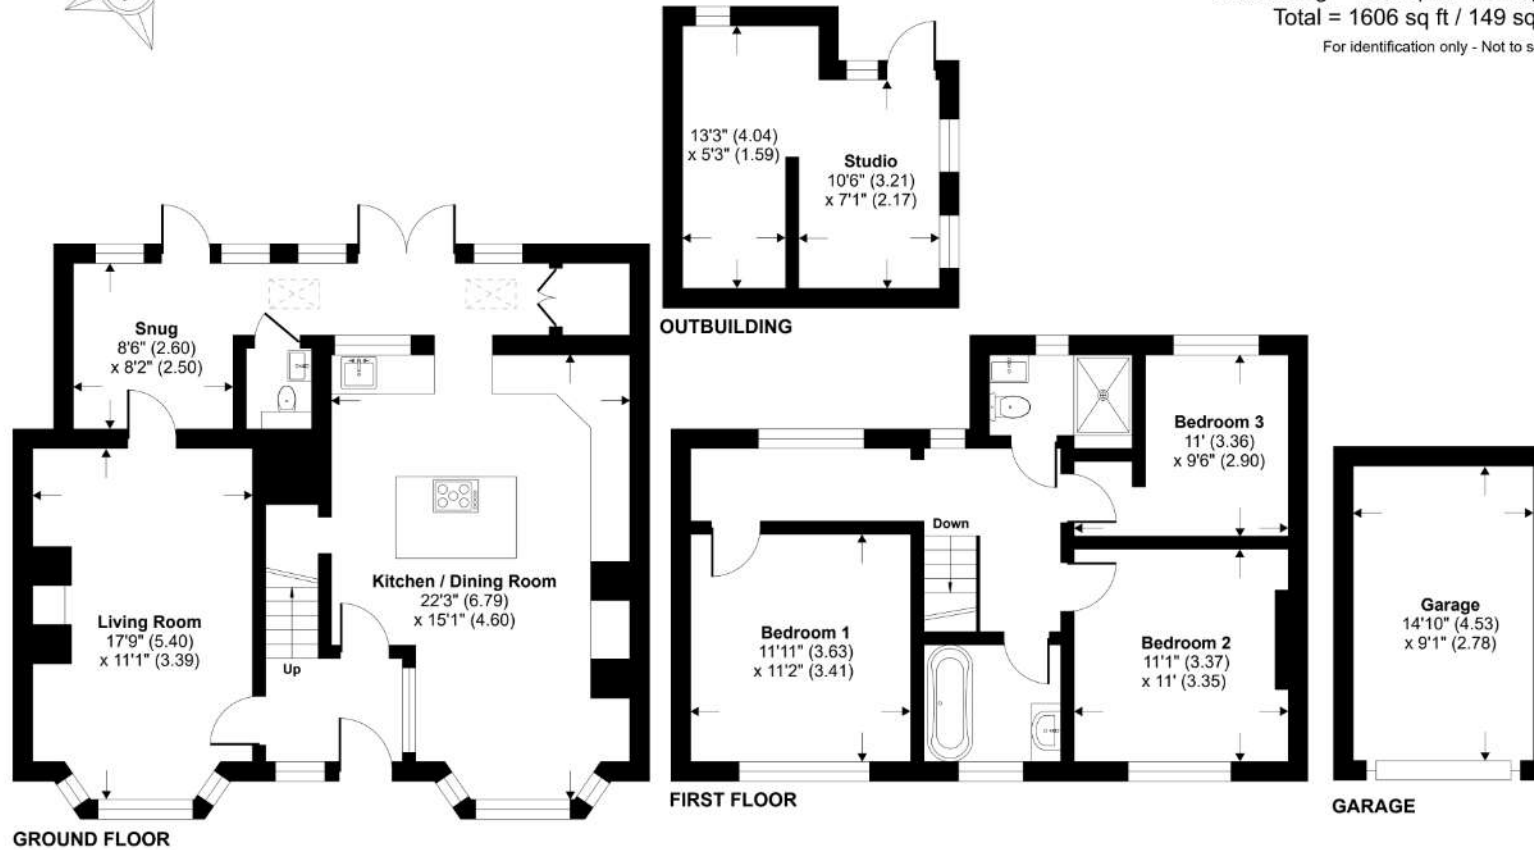 Total = 1606 sq ft / 149 sq
For identification only - Not to s
13'3" (4.04)
x 5'3" (1.59)
Studio
10'6" (3.21)
x 7'1" (2.17)
OUTBUILDING
Snug
8'6" (2.60)
x 8'2" (2.50)
Kitchen / Dining Room
22'3" (6.79)
x 15'1" (4.60)
Living Room
17'9" (5.40)
x 11'1" (3.39)
Up
GROUND FLOOR
Bedroom 3
11' (3.36)
x 9'6" (2.90)
Down
Bedroom 1
11'11" (3.63)
x 11'2" (3.41)
Bedroom 2
11'1" (3.37)
x 11' (3.35)
FIRST FLOOR
Garage
14'10" (4.53)
x 9'1" (2.78)
GARAGE